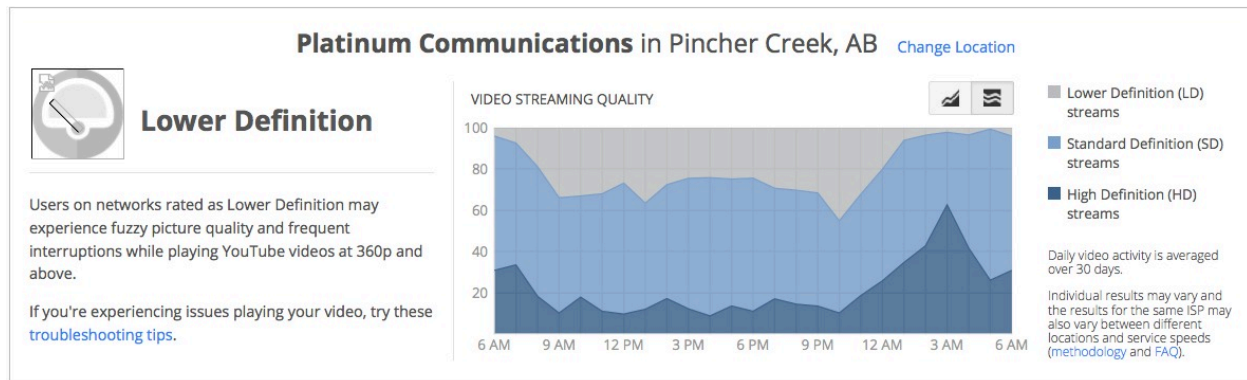 Platinum Communications in Pincher Creek, AB Change Location
Lower Definition
Users on networks rated as Lower Definition may
experience fuzzy picture quality and frequent
interruptions while playing YouTube videos at 360p and
above.
If you're experiencing issues playing your video, try these
troubleshooting tips.
VIDEO STREAMING QUALITY
100
80
60
40
20
6 AM 9 AM 12 PM 3 PM 6 PM 9 PM 12 AM 3 AM 6 AM
Lower Definition (LD)
streams
Standard Definition (SD)
streams
High Definition (HD)
streams
Daily video activity is averaged
over 30 days.
Individual results may vary and
the results for the same ISP may
also vary between different
locations and service speeds
(methodology and FAQ).